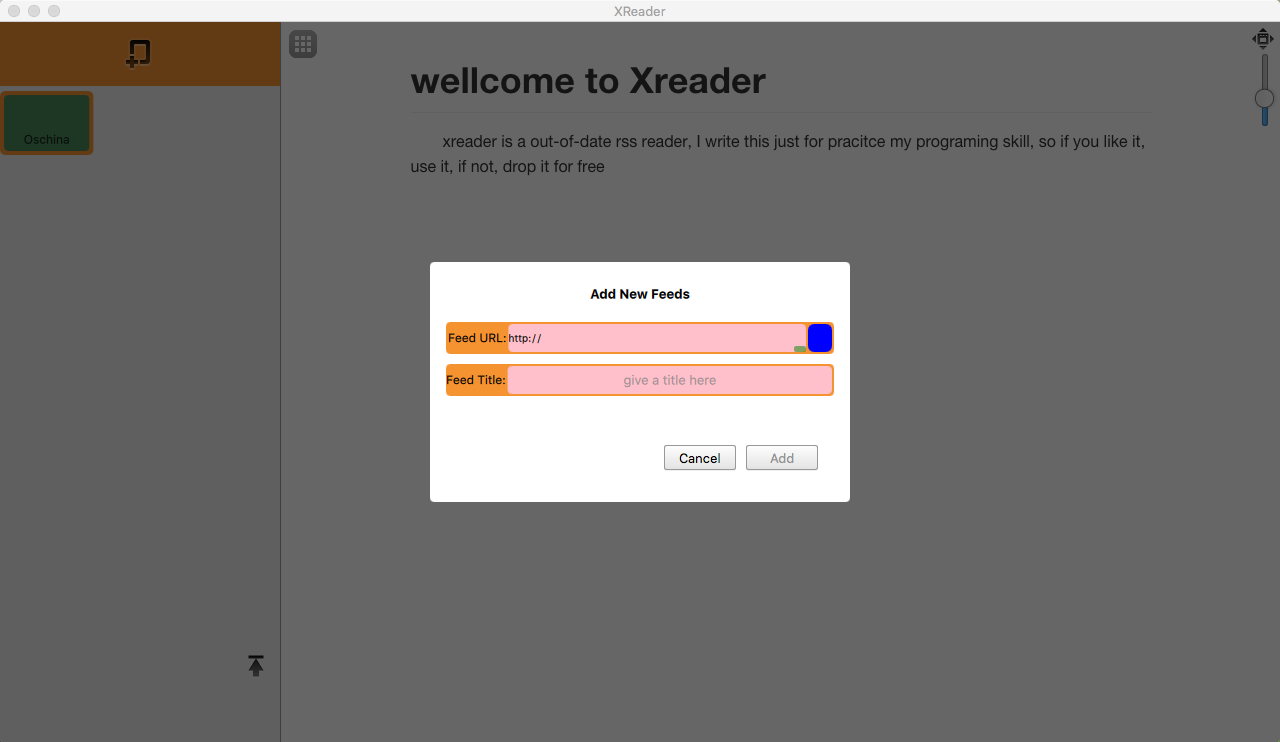 XReader
Oschina
wellcome to Xreader
xreader is a out-of-date rss reader, I write this just for pracitce my programing skill, so if you like it,
use it, if not, drop it for free
Add New Feeds
Feed URL: http://
Feed Title: give a title here
Cancel Add